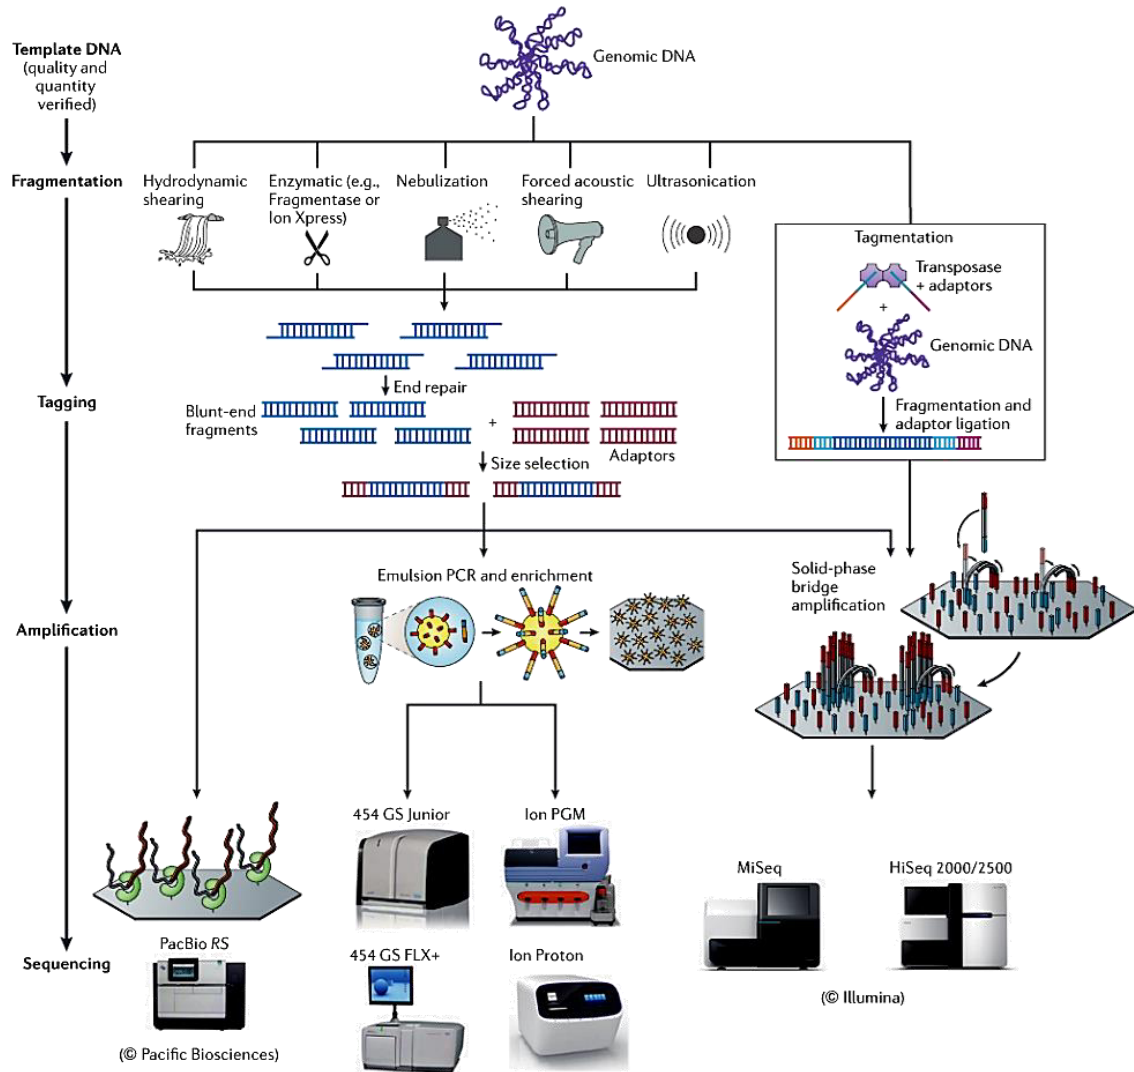 Template DNA
(quality and
quantity
verified)
Genomic DNA
Fragmentation
Hydrodynamic
shearing
Enzymatic (e.g.,
Fragmentase or
Ion Xpress)
Nebulization
Forced acoustic
shearing
Ultrasonication
Tagmentation
Transposase
+ adaptors
+
Genomic DNA
Fragmentation and
adaptor ligation
End repair
Tagging
Blunt-end
fragments
+
Adaptors
Size selection
Solid-phase
bridge
amplification
Emulsion PCR and enrichment
Amplification
454 GS Junior
Ion PGM
MiSeq
HiSeq 2000/2500
Sequencing
PacBio RS
454 GS FLX+
Ion Proton
(© Illumina)
(© Pacific Biosciences)